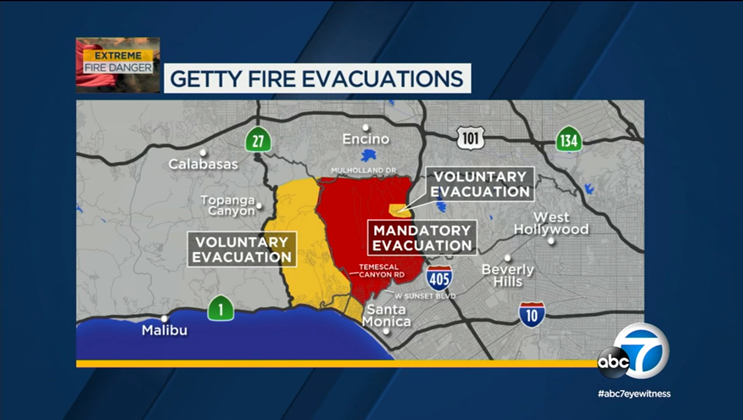 EXTREME
FIRE DANGER
GETTY FIRE EVACUATIONS
27
Encino
101
134
Calabasas
MULHOLLAND DR
VOLUNTARY
EVACUATION
Topanga
Canyon
West
Hollywood
MANDATORY
EVACUATION
VOLUNTARY
EVACUATION
TEMESCAL
CANYON RD
405
Beverly
Hills
W SUNSET BLVD
1
Santa
Monica
10
Malibu
abc 7
#abc7eyewitness